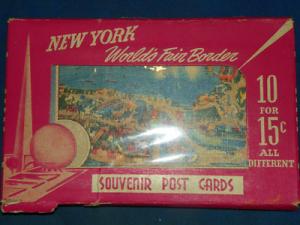 NEW YORK
World's Fair Border
10
FOR
15¢
ALL
DIFFERENT
SOUVENIR POST CARDS